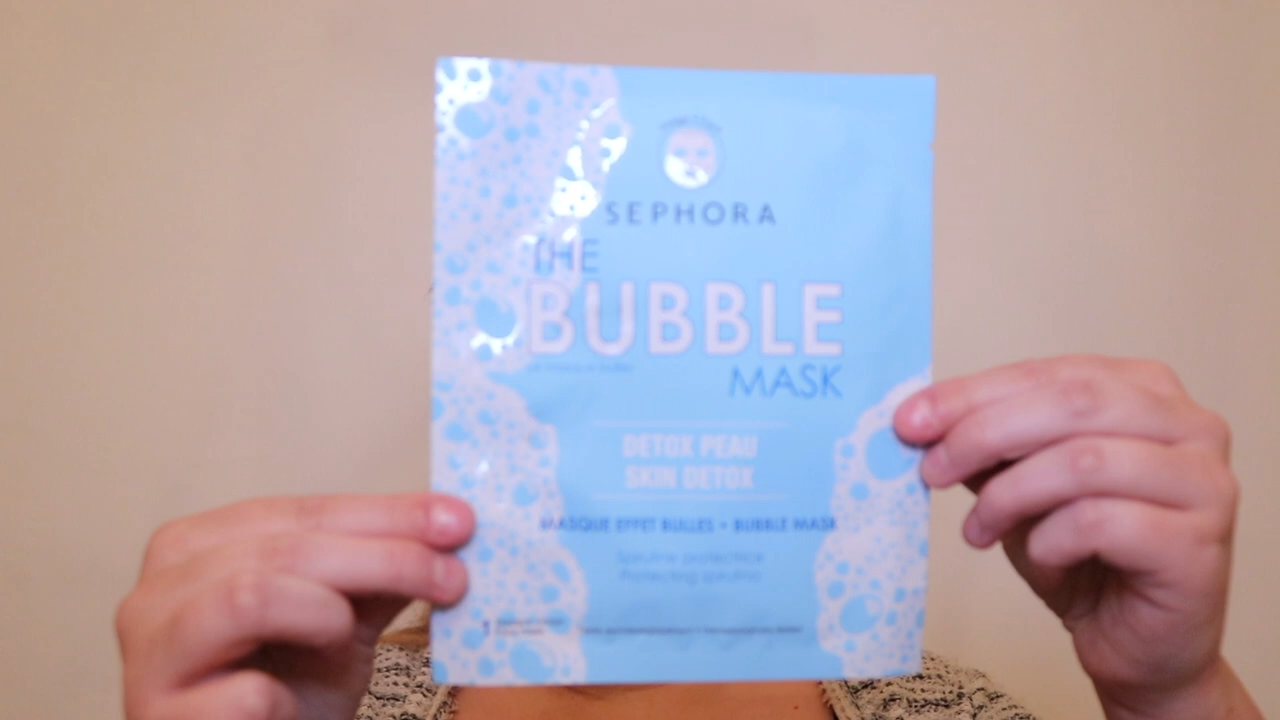 SEPHORA
THE
BUBBLE
MASK
DETOX PEAU
SKIN DETOX
MASQUE EFFET BULLES • BUBBLE MASK
Spiruline protectrice
Protecting spirulina